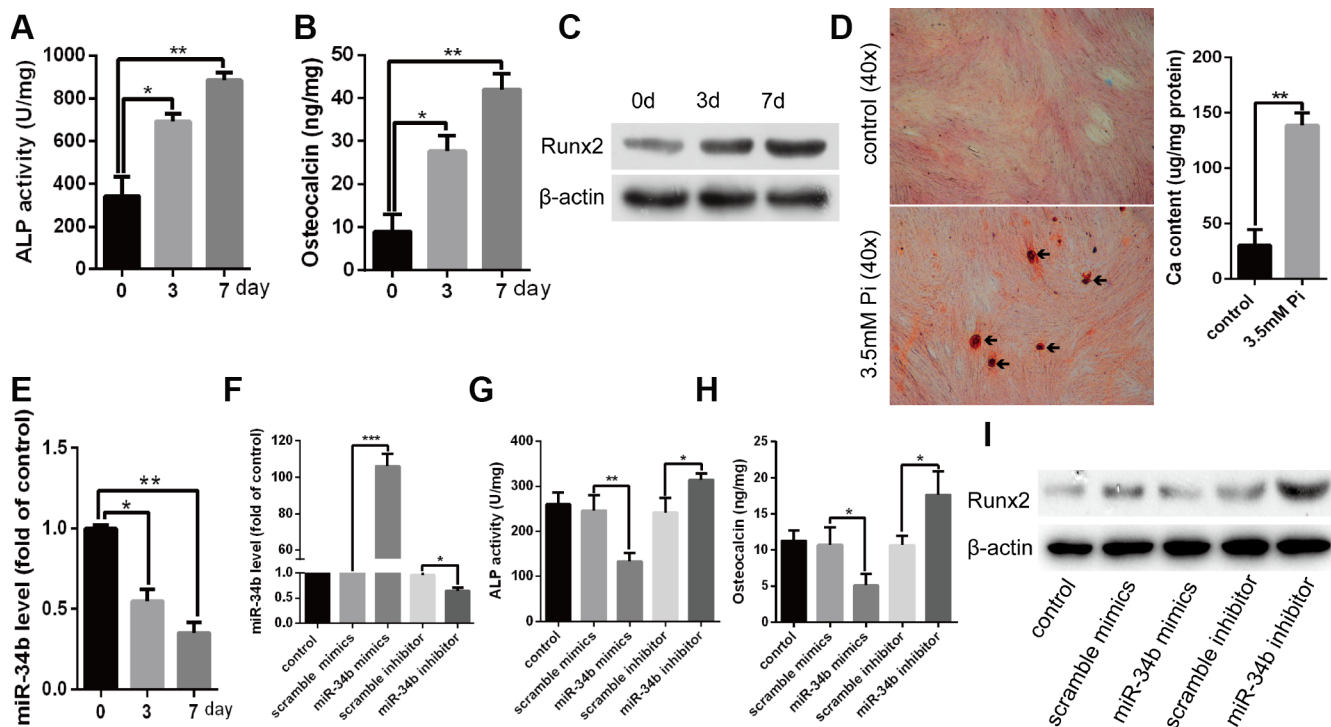 A
ALP activity (U/mg)
1000
800
600
400
200
0
**
*
0 3 7 day
B
Osteocalcin (ng/mg)
50
40
30
20
10
0
**
*
0 3 7 day
C
0d 3d 7d
Runx2
β-actin
D
control (40x)
3.5mM Pi (40x)
Ca content (ug/mg protein)
200
150
100
50
0
**
control
3.5mM Pi
E
miR-34b level (fold of control)
1.5
1.0
0.5
0.0
**
*
0 3 7 day
F
miR-34b level (fold of control)
120
100
80
60
1.0
0.5
0.0
***
*
control
scramble mimics
miR-34b mimics
scramble inhibitor
miR-34b inhibitor
G
ALP activity (U/mg)
400
300
200
100
0
**
*
control
scramble mimics
miR-34b mimics
scramble inhibitor
miR-34b inhibitor
H
Osteocalcin (ng/mg)
25
20
15
10
5
0
*
*
control
scramble mimics
miR-34b mimics
scramble inhibitor
miR-34b inhibitor
I
Runx2
β-actin
control
scramble mimics
miR-34b mimics
scramble inhibitor
miR-34b inhibitor